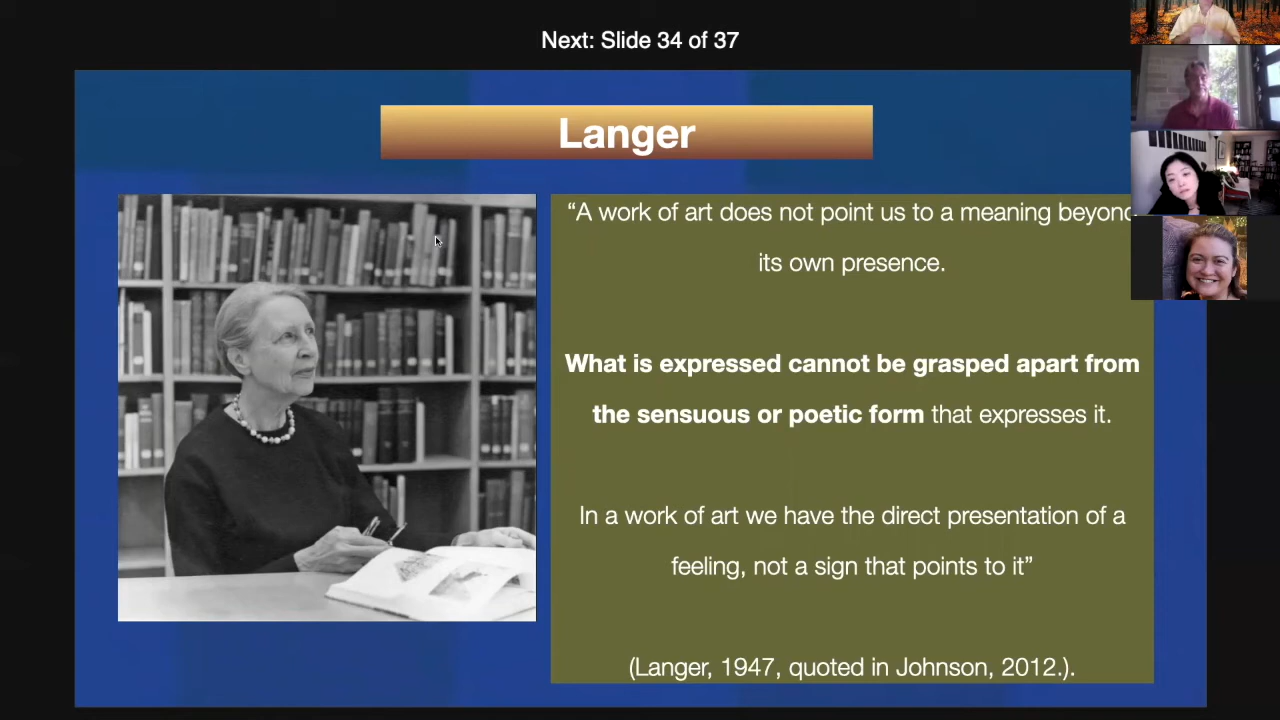 Next: Slide 34 of 37
Langer
“A work of art does not point us to a meaning beyond
its own presence.
What is expressed cannot be grasped apart from
the sensuous or poetic form that expresses it.
In a work of art we have the direct presentation of a
feeling, not a sign that points to it”
(Langer, 1947, quoted in Johnson, 2012.).